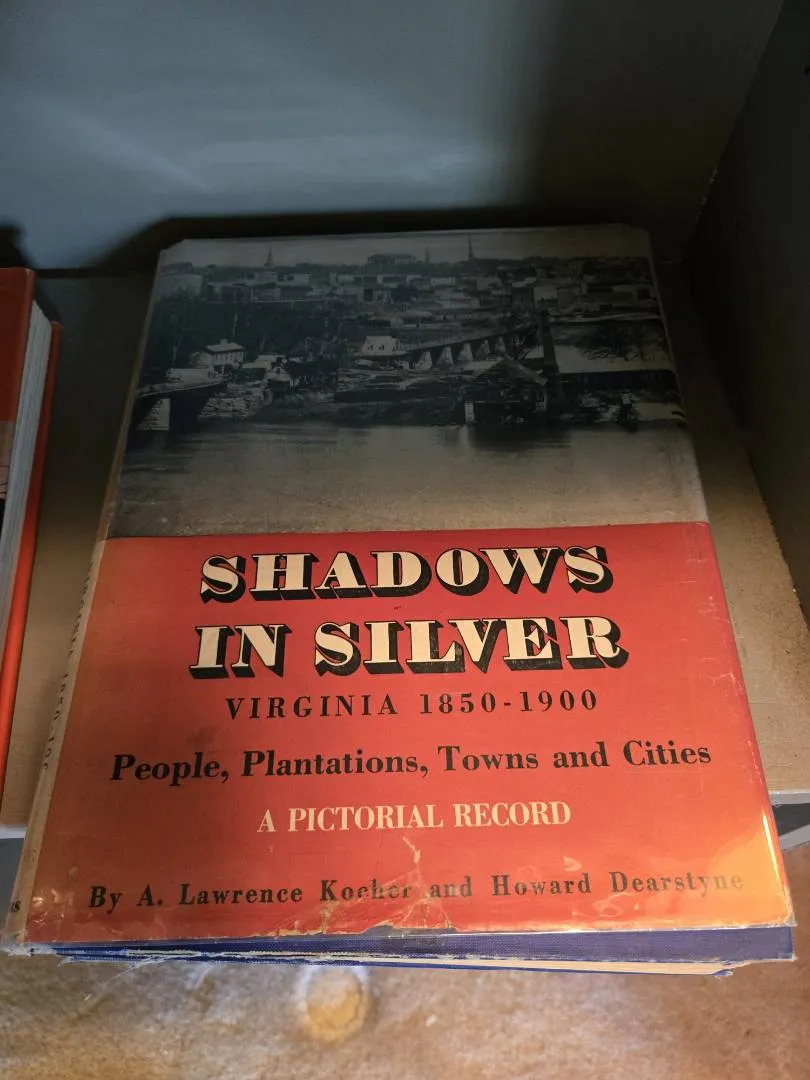 SHADOWS
IN SILVER
VIRGINIA 1850-1900
People, Plantations, Towns and Cities
A PICTORIAL RECORD
By A. Lawrence Kocher and Howard Dearstyne